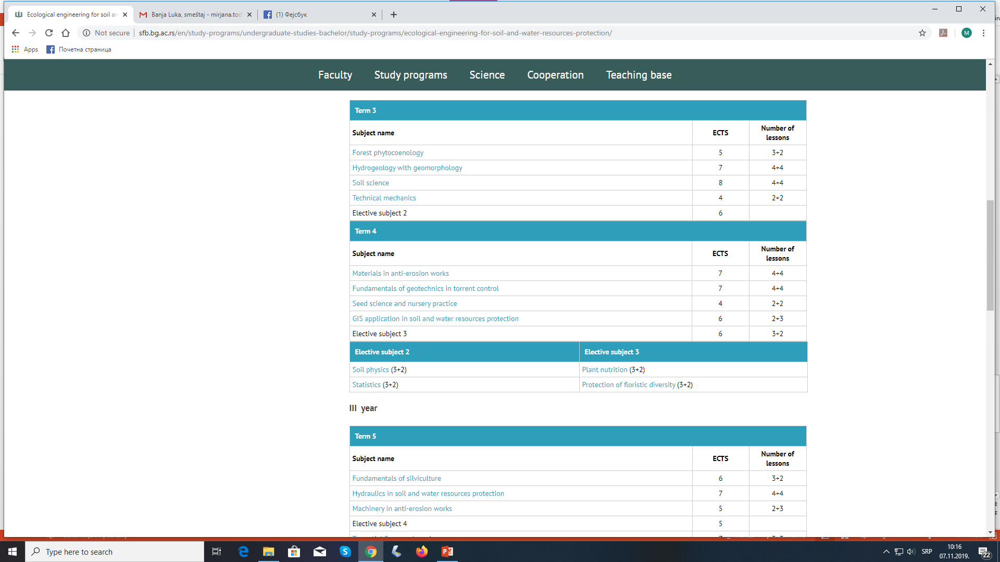 Ecological engineering for soil an
Banja Luka, smeštaj - mirjana.tod
(1) Фејсбук
Not secure
sfb.bg.ac.rs/en/study-programs/undergraduate-studies-bachelor/study-programs/ecological-engineering-for-soil-and-water-resources-protection/
M
Apps
Почетна страница
Faculty Study programs Science Cooperation Teaching base
Term 3
Subject name ECTS Number of lessons
Forest phytocoenology 5 3+2
Hydrogeology with geomorphology 7 4+4
Soil science 8 4+4
Technical mechanics 4 2+2
Elective subject 2 6
Term 4
Subject name ECTS Number of lessons
Materials in anti-erosion works 7 4+4
Fundamentals of geotechnics in torrent control 7 4+4
Seed science and nursery practice 4 2+2
GIS application in soil and water resources protection 6 2+3
Elective subject 3 6 3+2
Elective subject 2 Elective subject 3
Soil physics (3+2) Plant nutrition (3+2)
Statistics (3+2) Protection of floristic diversity (3+2)
III year
Term 5
Subject name ECTS Number of lessons
Fundamentals of silviculture 6 3+2
Hydraulics in soil and water resources protection 7 4+4
Machinery in anti-erosion works 5 2+3
Elective subject 4 5
Type here to search
SRP
10:16
07.11.2019.
22